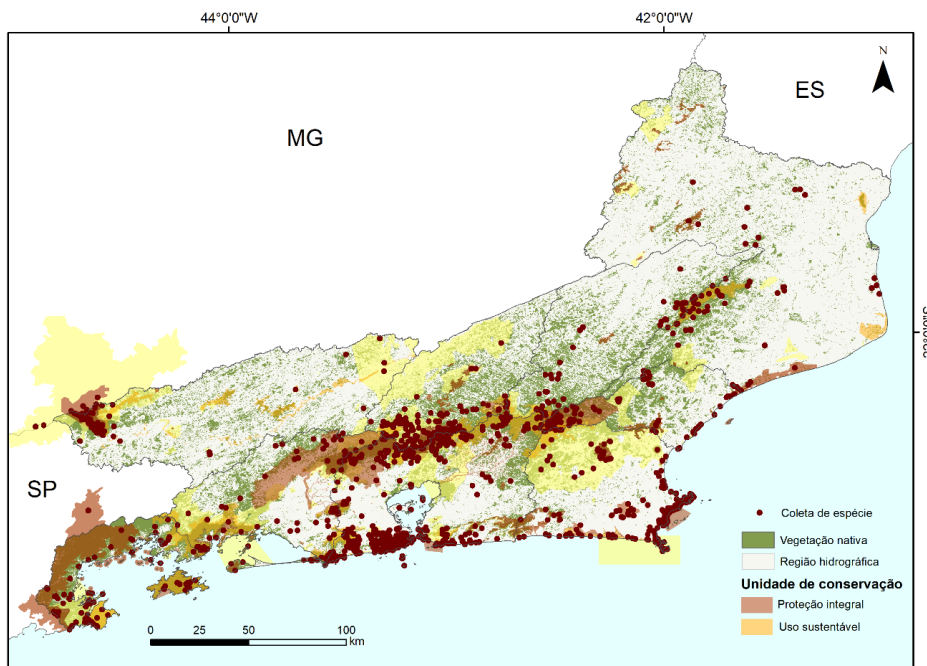 44°0'0"W 42°0'0"W
N
ES
MG
SP
Coleta de espécie
Vegetação nativa
Região hidrográfica
Unidade de conservação
Proteção integral
Uso sustentável
0 25 50 100
km